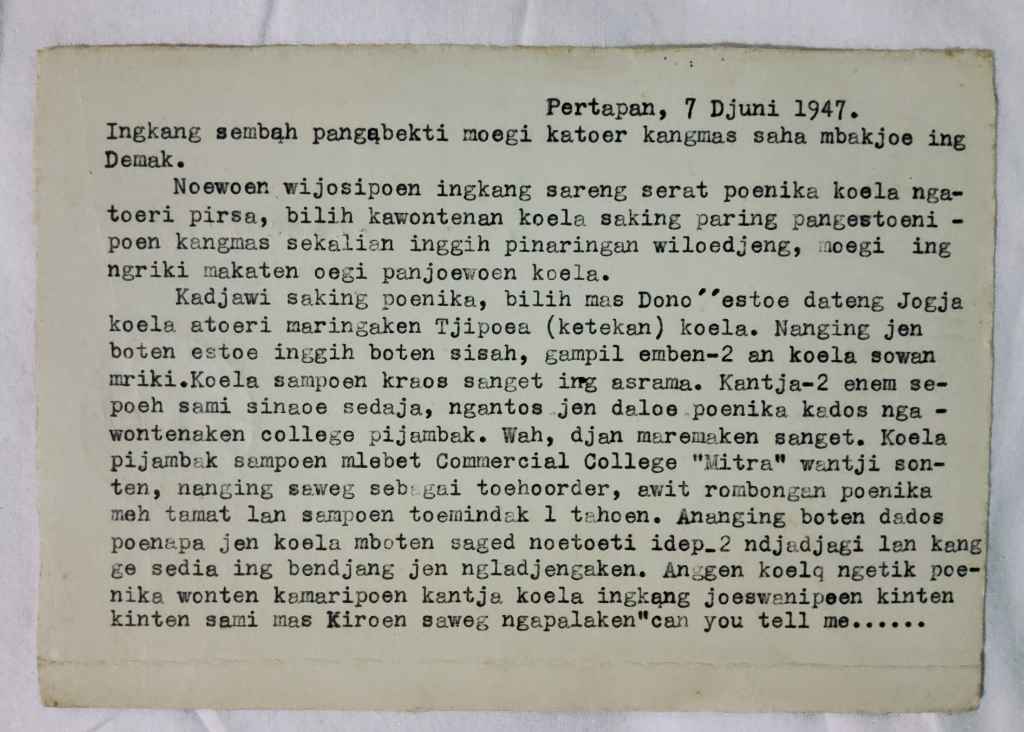 Pertapan, 7 Djuni 1947.
Ingkang sembąh pangąbekti moegi katoer kangmas saha mbakjoe ing
Demak.
Noewoen wijosipoen ingkang sareng serat poenika koela nga-
toeri pirsa, bilih kawontenan koela saking paring pangestoeni -
poen kangmas sekalian inggih pinaringan wiloedjeng, moegi ing
ngriki makaten oegi panjoewoen koela.
Kadjawi saking poenika, bilih mas Dono´´estoe dateng Jogja
koela atoeri maringaken Tjipoea (ketekan) koela. Nanging jen
boten estoe inggih boten sisah, gampil emben-2 an koela sowan
mriki.Koela sampoen kraos sanget ing asrama. Kantja-2 enem se-
poeh sami sinaoe sedaja, ngantos jen daloe poenika kados nga -
wontenaken college pijambak. Wah, djan maremaken sanget. Koela
pijambak sampoen mlebet Commercial College "Mitra" wantji son-
ten, nanging saweg sebagai toehoorder, awit rombongan poenika
meh tamat lan sampoen toemindak 1 tahoen. Ananging boten dados
poenapa jen koela mboten saged noetoeti idep-2 ndjadjagi lan kang
ge sedia ing bendjang jen ngladjengaken. Anggen koelq ngetik poe-
nika wonten kamaripoen kantja koela ingkąng joeswanipeen kinten
kinten sami mas Kiroen saweg ngapalaken"can you tell me......